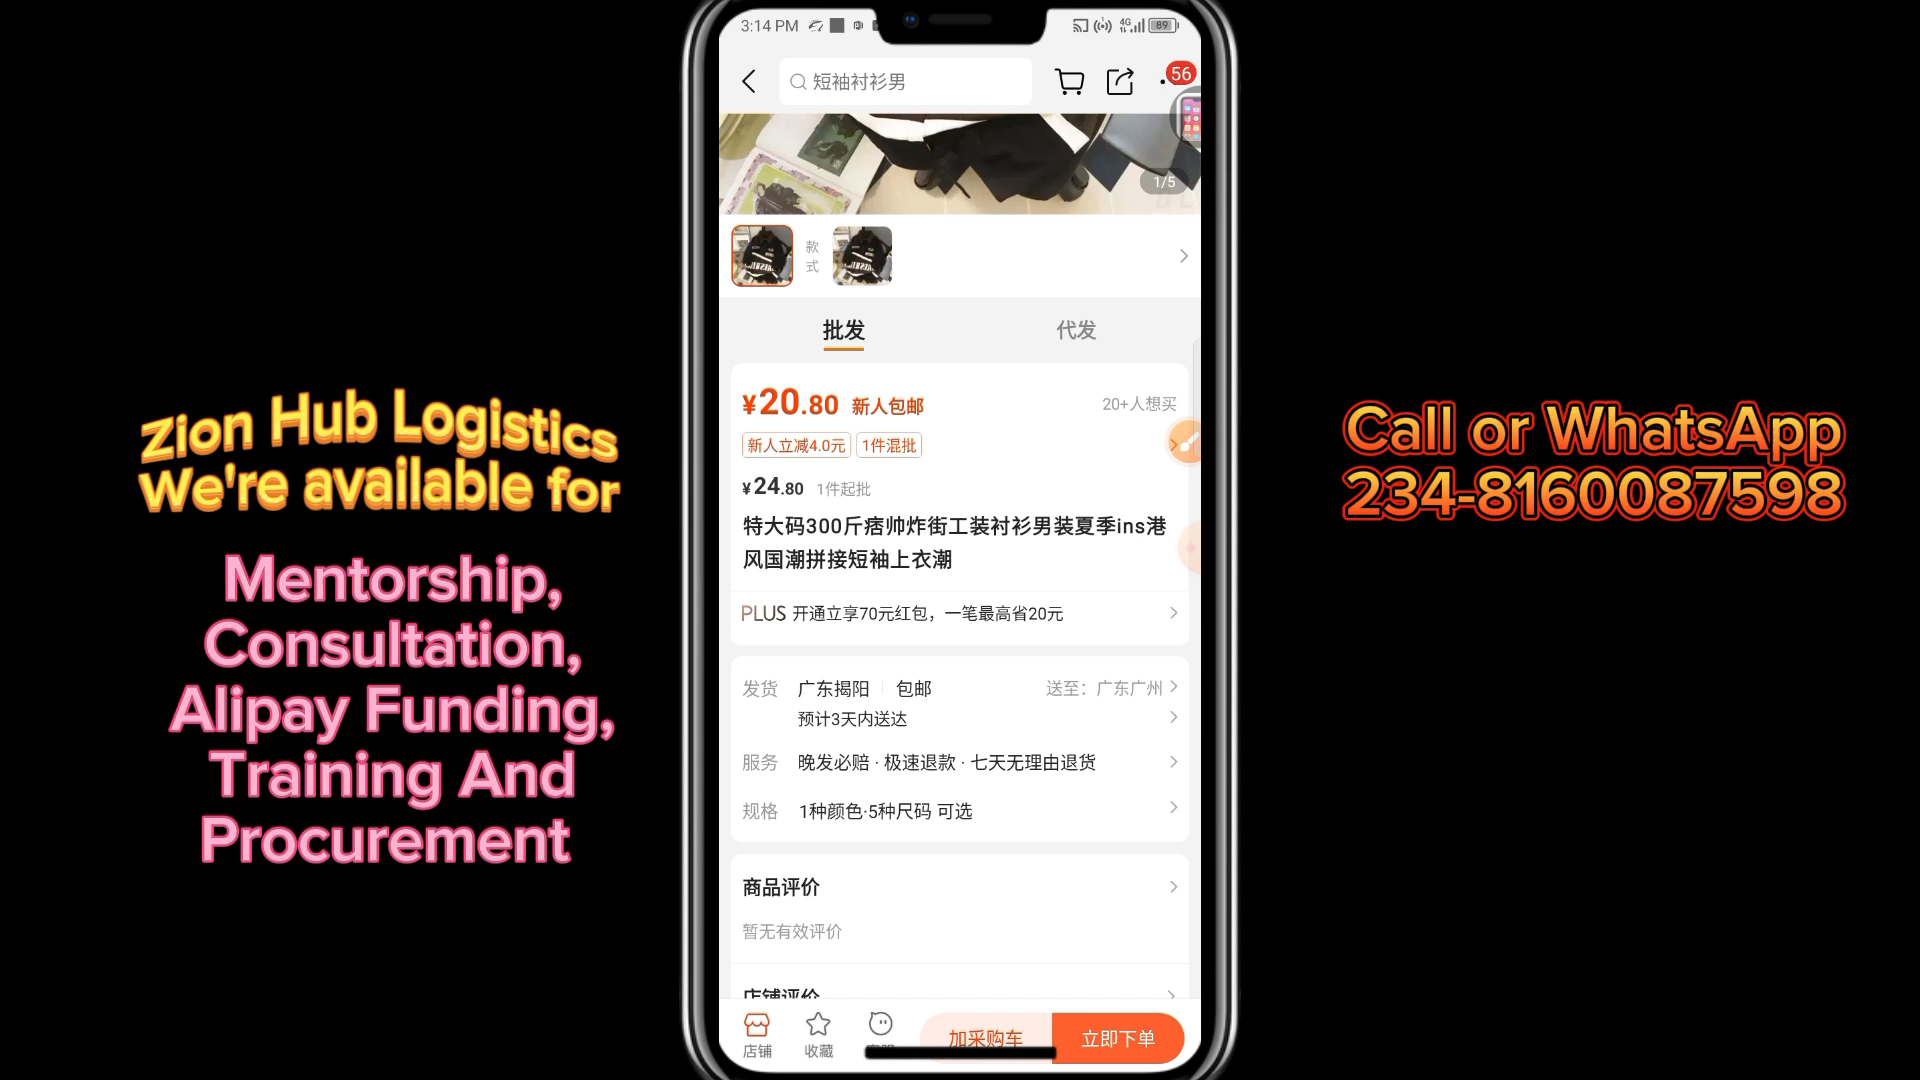 Zion Hub Logistics
We're available for
Mentorship,
Consultation,
Alipay Funding,
Training And
Procurement
3:14 PM
4G
89
短袖衬衫男
56
1/5
款式
批发
代发
¥20.80 新人包邮
20+人想买
新人立减4.0元 1件混批
¥24.80 1件起批
特大码300斤痞帅炸街工装衬衫男装夏季ins港
风国潮拼接短袖上衣潮
PLUS 开通立享70元红包，一笔最高省20元
发货 广东揭阳 包邮 送至：广东广州
预计3天内送达
服务 晚发必赔 · 极速退款 · 七天无理由退货
规格 1种颜色·5种尺码 可选
商品评价
暂无有效评价
店铺评价
店铺
收藏
加采购车
立即下单
Call or WhatsApp
234-8160087598